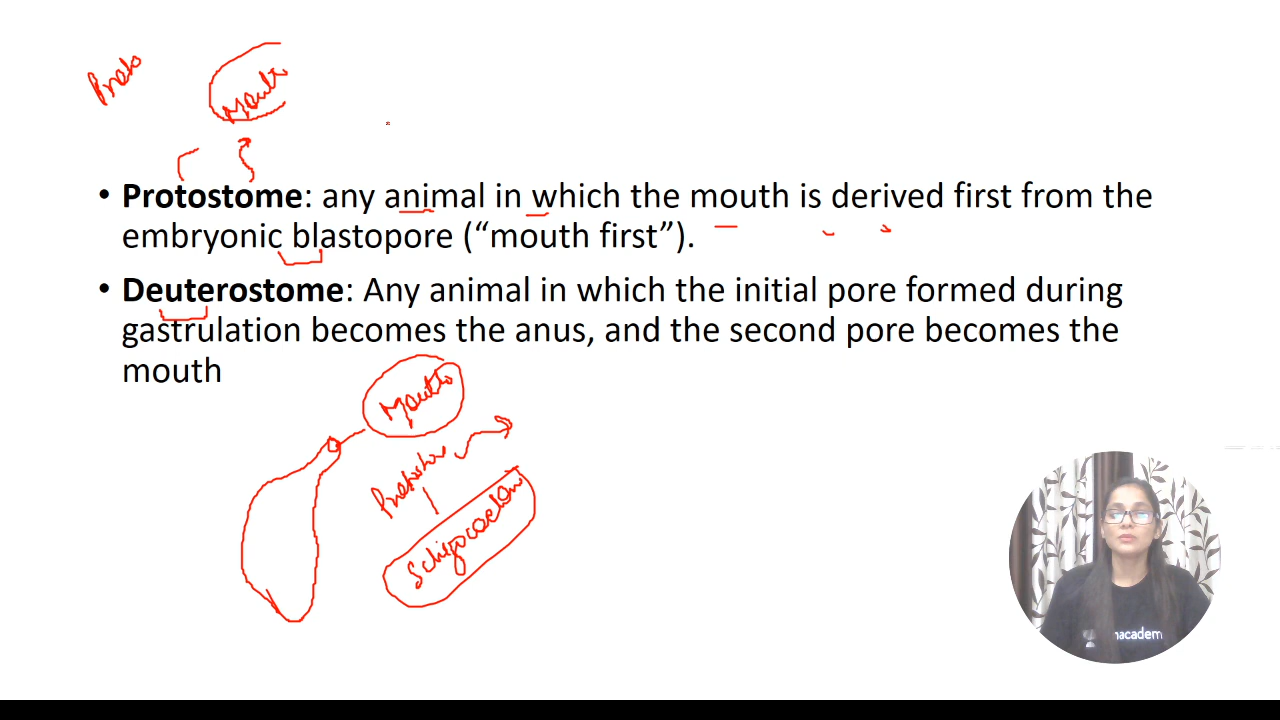 Proto
Mouth
• Protostome: any animal in which the mouth is derived first from the
embryonic blastopore (“mouth first”).
• Deuterostome: Any animal in which the initial pore formed during
gastrulation becomes the anus, and the second pore becomes the
mouth
Mouth
Schizocoelom